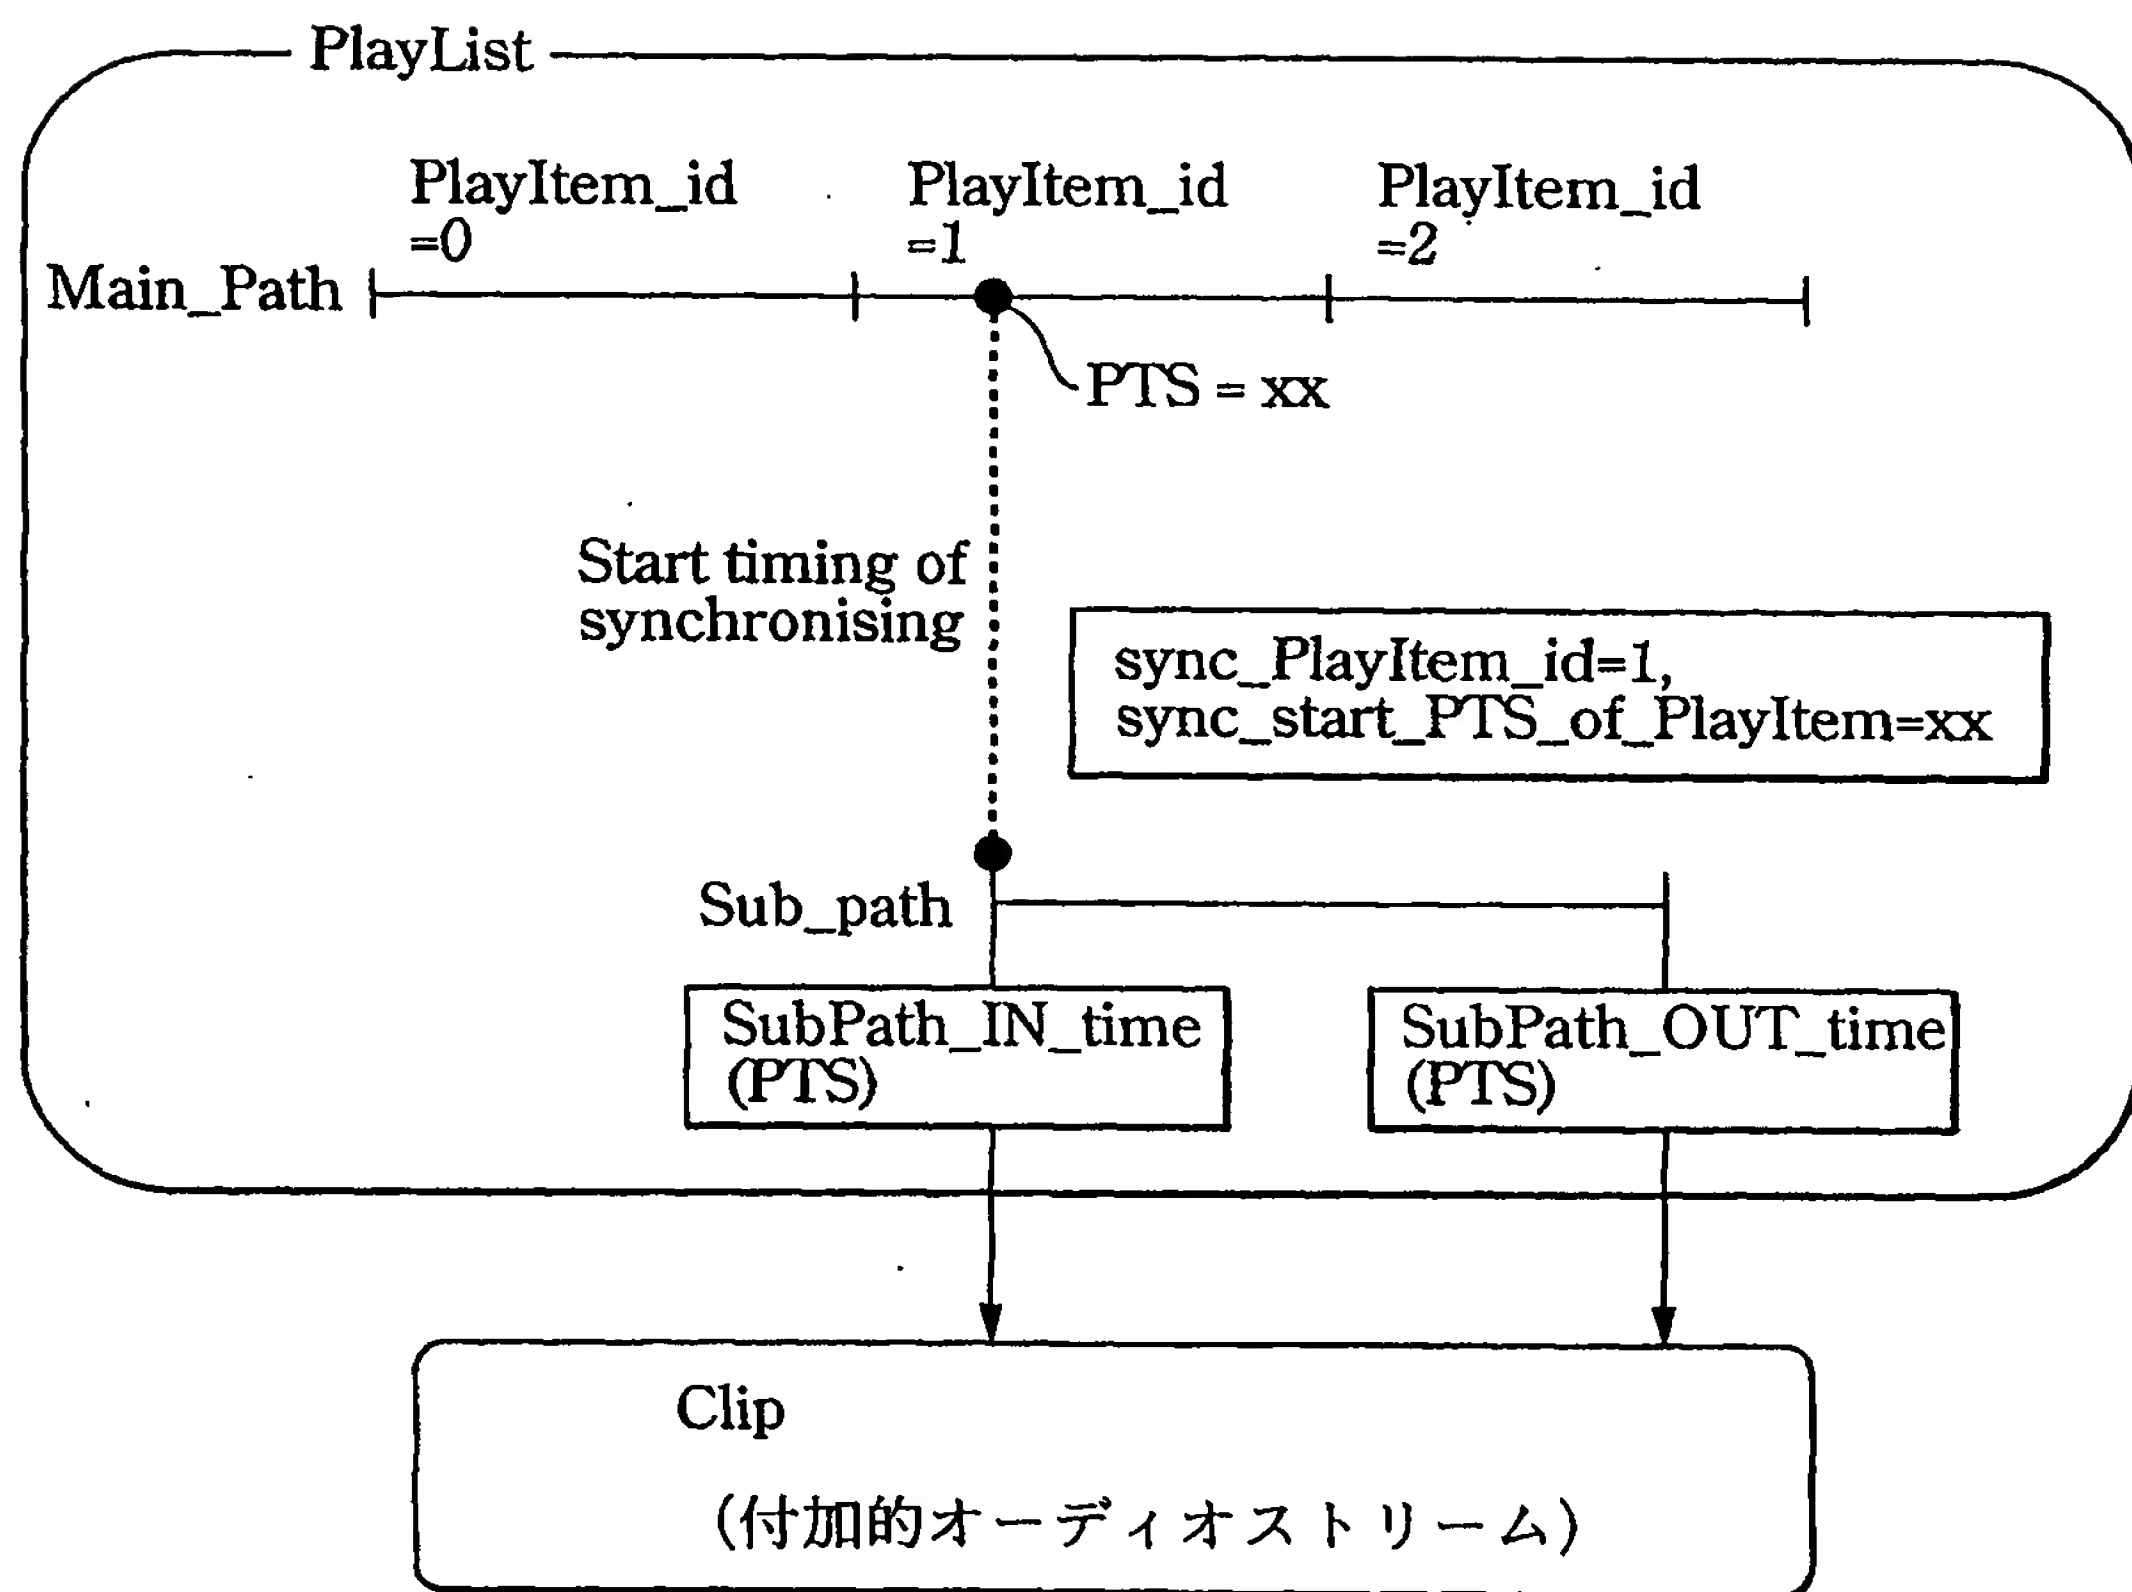 PlayList
PlayItem_id
=0
PlayItem_id
=1
PlayItem_id
=2
Main_Path
PTS = xx
Start timing of
synchronising
sync_PlayItem_id=1,
sync_start_PTS_of_PlayItem=xx
Sub_path
SubPath_IN_time
(PTS)
SubPath_OUT_time
(PTS)
Clip
(付加的オーディオストリーム)